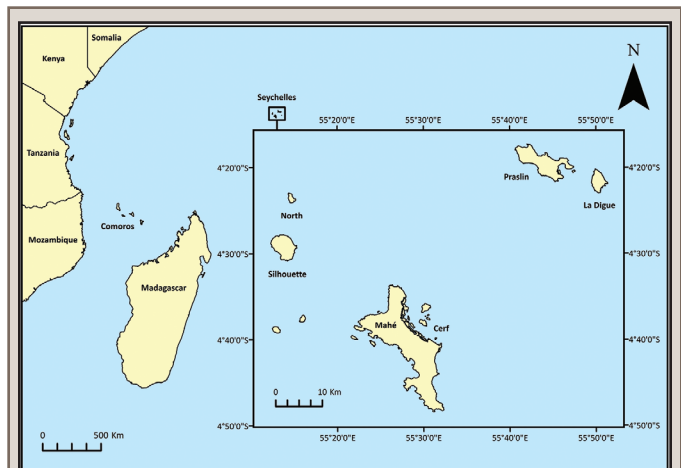 Somalia
Kenya
N
Seychelles
55°20'0"E 55°30'0"E 55°40'0"E 55°50'0"E
Tanzania
4°20'0"S 4°20'0"S
Praslin
La Digue
North
Comoros
Mozambique
4°30'0"S 4°30'0"S
Silhouette
Madagascar
Mahé
Cerf
4°40'0"S 4°40'0"S
0 10 Km
4°50'0"S 4°50'0"S
0 500 Km
55°20'0"E 55°30'0"E 55°40'0"E 55°50'0"E